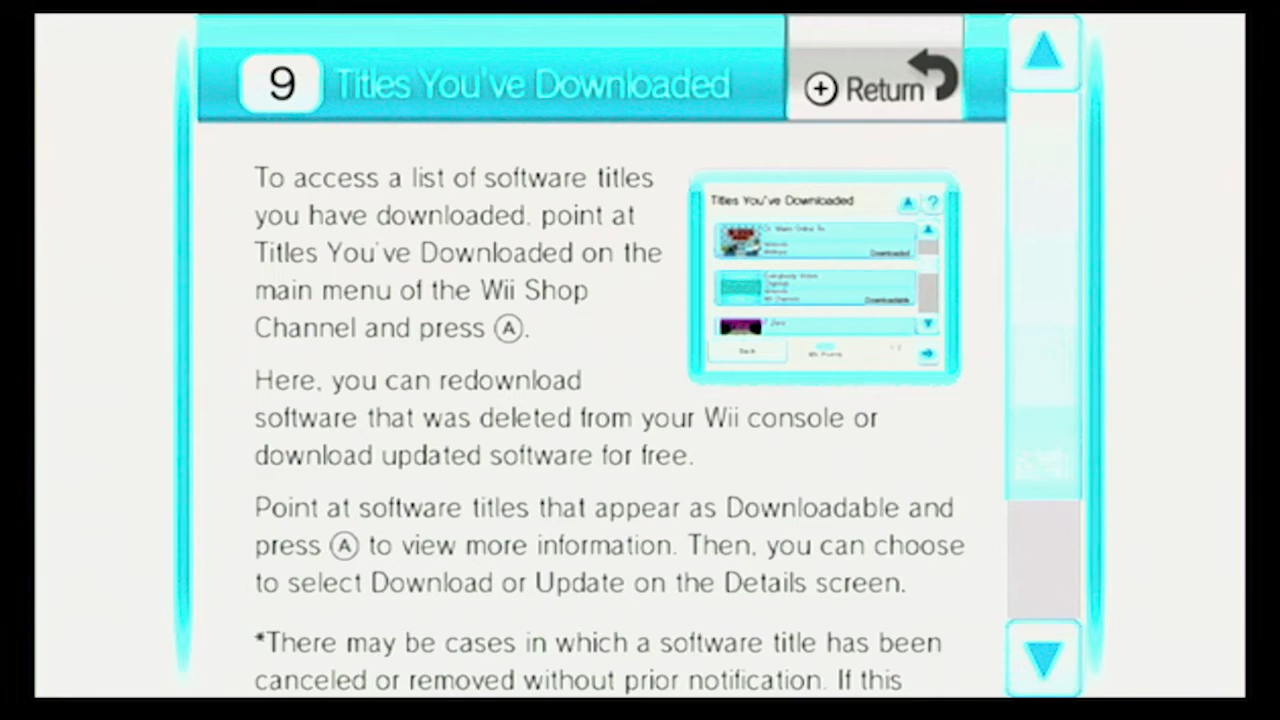 9 Titles You've Downloaded
+ Return
To access a list of software titles
you have downloaded, point at
Titles You've Downloaded on the
main menu of the Wii Shop
Channel and press Ⓐ.
Titles You've Downloaded
?
Downloaded
Downloadable
Back
Wii Points
Here, you can redownload
software that was deleted from your Wii console or
download updated software for free.
Point at software titles that appear as Downloadable and
press Ⓐ to view more information. Then, you can choose
to select Download or Update on the Details screen.
*There may be cases in which a software title has been
canceled or removed without prior notification. If this